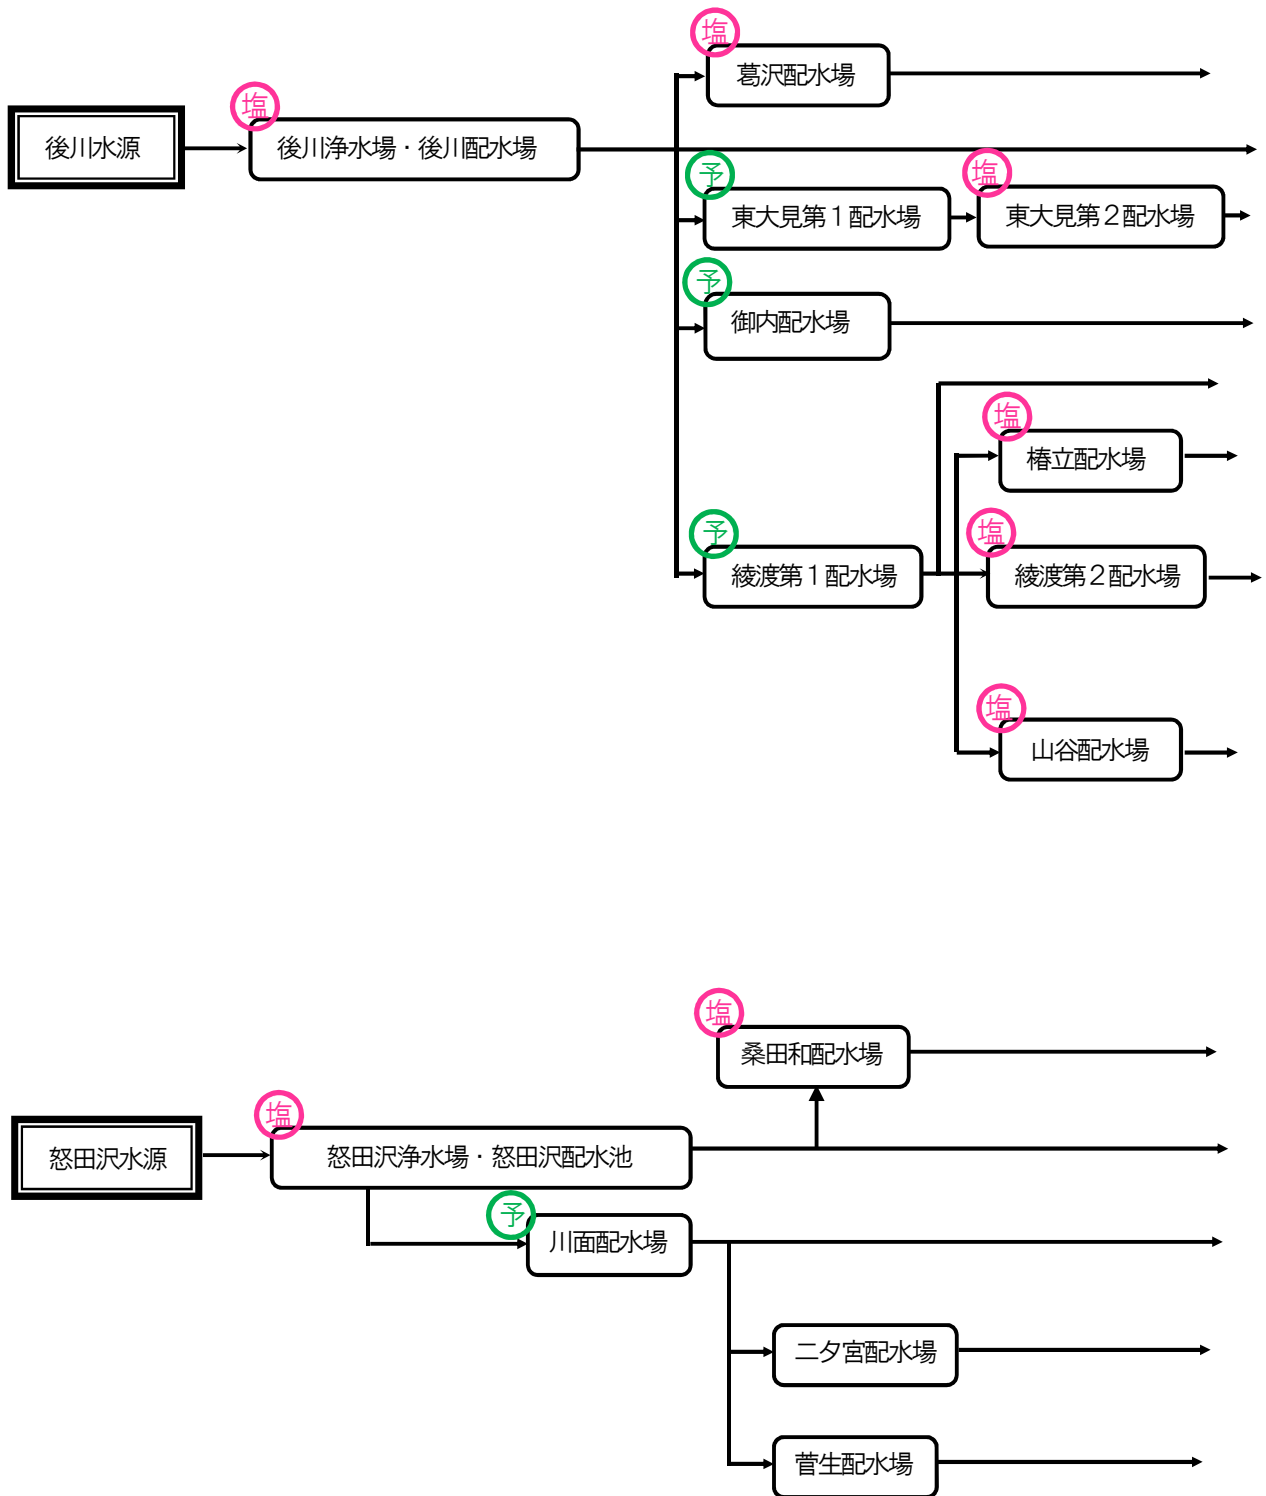 塩
葛沢配水場
後川水源
塩
後川浄水場・後川配水場
予
東大見第１配水場
塩
東大見第２配水場
予
御内配水場
塩
椿立配水場
予
綾渡第１配水場
塩
綾渡第２配水場
塩
山谷配水場
塩
桑田和配水場
怒田沢水源
塩
怒田沢浄水場・怒田沢配水池
予
川面配水場
二タ宮配水場
菅生配水場